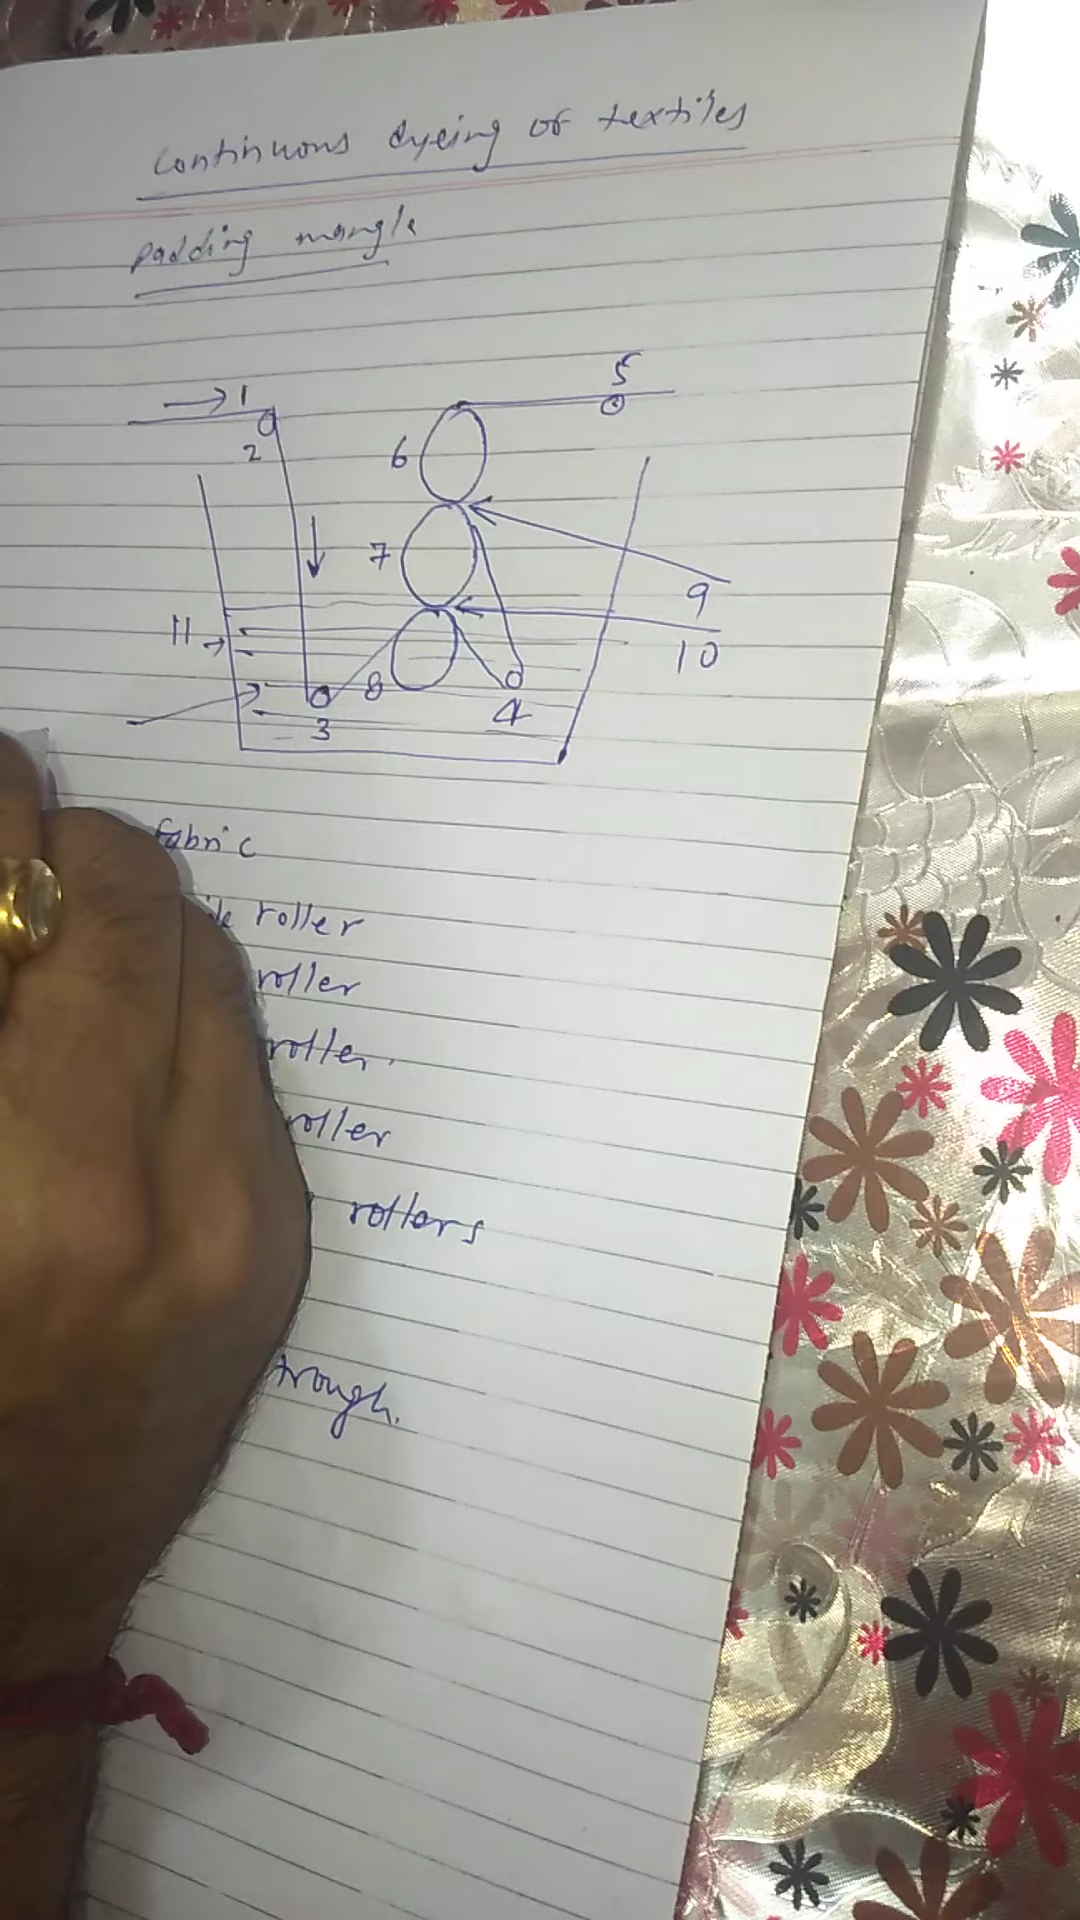 continuous dyeing of textiles
padding mangle
1
2
5
6
7
9
10
11
8
3
4
fabric
roller
roller
roller.
roller
rollers
trough.